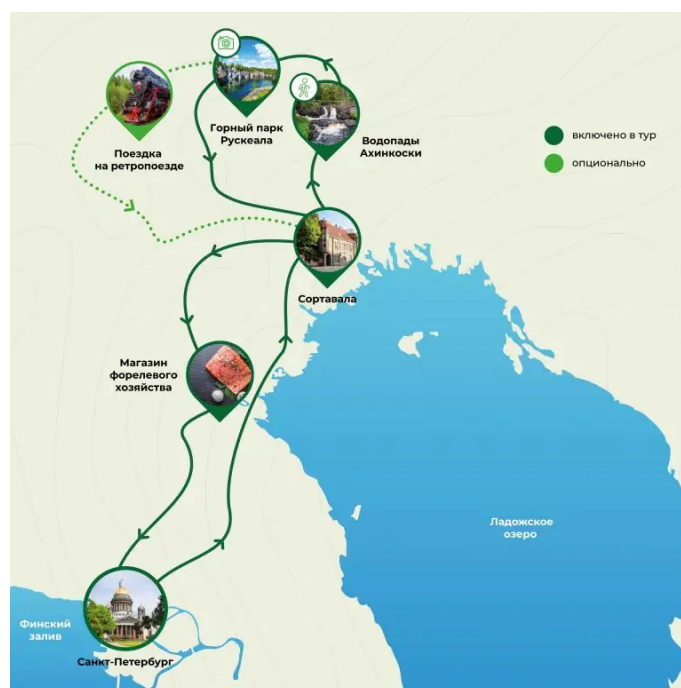 Поездка
на ретропоезде
Горный парк
Рускеала
Водопады
Ахинкоски
включено в тур
опционально
Сортавала
Магазин
форелевого
хозяйства
Ладожское
озеро
Финский
залив
Санкт-Петербург